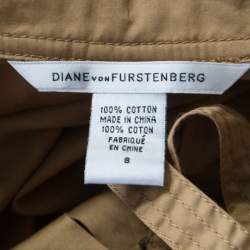 DIANE VON FURSTENBERG
100% COTTON
MADE IN CHINA
100% COTON
FABRIQUÉ
EN CHINE
8